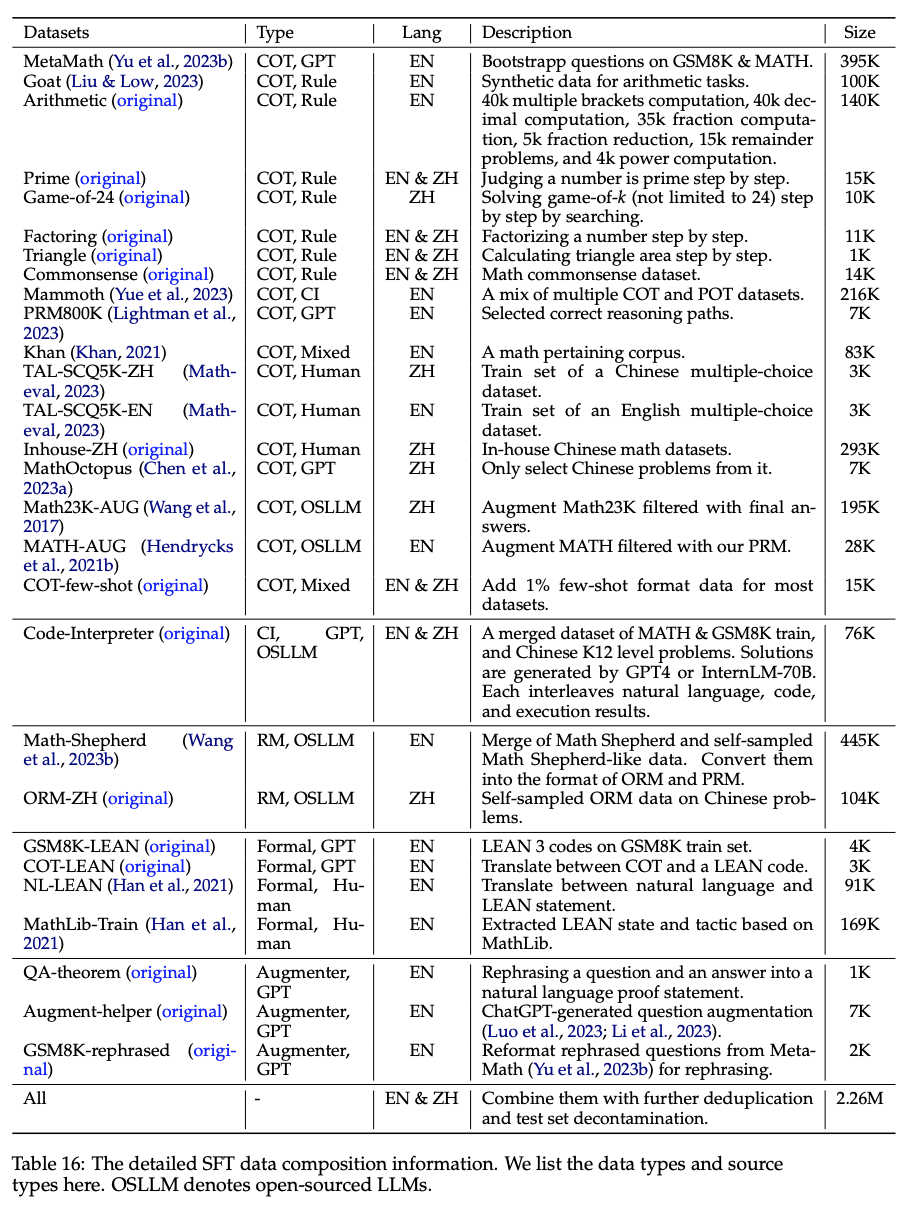 Datasets Type Lang Description Size
MetaMath (Yu et al., 2023b) COT, GPT EN Bootstrapp questions on GSM8K & MATH. 395K
Goat (Liu & Low, 2023) COT, Rule EN Synthetic data for arithmetic tasks. 100K
Arithmetic (original) COT, Rule EN 40k multiple brackets computation, 40k dec- 140K
imal computation, 35k fraction computa-
tion, 5k fraction reduction, 15k remainder
problems, and 4k power computation.
Prime (original) COT, Rule EN & ZH Judging a number is prime step by step. 15K
Game-of-24 (original) COT, Rule ZH Solving game-of-k (not limited to 24) step 10K
by step by searching.
Factoring (original) COT, Rule EN & ZH Factorizing a number step by step. 11K
Triangle (original) COT, Rule EN & ZH Calculating triangle area step by step. 1K
Commonsense (original) COT, Rule EN & ZH Math commonsense dataset. 14K
Mammoth (Yue et al., 2023) COT, CI EN A mix of multiple COT and POT datasets. 216K
PRM800K (Lightman et al., COT, GPT EN Selected correct reasoning paths. 7K
2023)
Khan (Khan, 2021) COT, Mixed EN A math pertaining corpus. 83K
TAL-SCQ5K-ZH (Math- COT, Human ZH Train set of a Chinese multiple-choice 3K
eval, 2023) dataset.
TAL-SCQ5K-EN (Math- COT, Human EN Train set of an English multiple-choice 3K
eval, 2023) dataset.
Inhouse-ZH (original) COT, Human ZH In-house Chinese math datasets. 293K
MathOctopus (Chen et al., COT, GPT ZH Only select Chinese problems from it. 7K
2023a)
Math23K-AUG (Wang et al., COT, OSLLM ZH Augment Math23K filtered with final an- 195K
2017) swers.
MATH-AUG (Hendrycks COT, OSLLM EN Augment MATH filtered with our PRM. 28K
et al., 2021b)
COT-few-shot (original) COT, Mixed EN & ZH Add 1% few-shot format data for most 15K
datasets.
Code-Interpreter (original) CI, GPT, EN & ZH A merged dataset of MATH & GSM8K train, 76K
OSLLM and Chinese K12 level problems. Solutions
are generated by GPT4 or InternLM-70B.
Each interleaves natural language, code,
and execution results.
Math-Shepherd (Wang RM, OSLLM EN Merge of Math Shepherd and self-sampled 445K
et al., 2023b) Math Shepherd-like data. Convert them
into the format of ORM and PRM.
ORM-ZH (original) RM, OSLLM ZH Self-sampled ORM data on Chinese prob- 104K
lems.
GSM8K-LEAN (original) Formal, GPT EN LEAN 3 codes on GSM8K train set. 4K
COT-LEAN (original) Formal, GPT EN Translate between COT and a LEAN code. 3K
NL-LEAN (Han et al., 2021) Formal, Hu- EN Translate between natural language and 91K
man LEAN statement.
MathLib-Train (Han et al., Formal, Hu- EN Extracted LEAN state and tactic based on 169K
2021) man MathLib.
QA-theorem (original) Augmenter, EN Rephrasing a question and an answer into a 1K
GPT natural language proof statement.
Augment-helper (original) Augmenter, EN ChatGPT-generated question augmentation 7K
GPT (Luo et al., 2023; Li et al., 2023).
GSM8K-rephrased (origi- Augmenter, EN Reformat rephrased questions from Meta- 2K
nal) GPT Math (Yu et al., 2023b) for rephrasing.
All - EN & ZH Combine them with further deduplication 2.26M
and test set decontamination.
Table 16: The detailed SFT data composition information. We list the data types and source
types here. OSLLM denotes open-sourced LLMs.